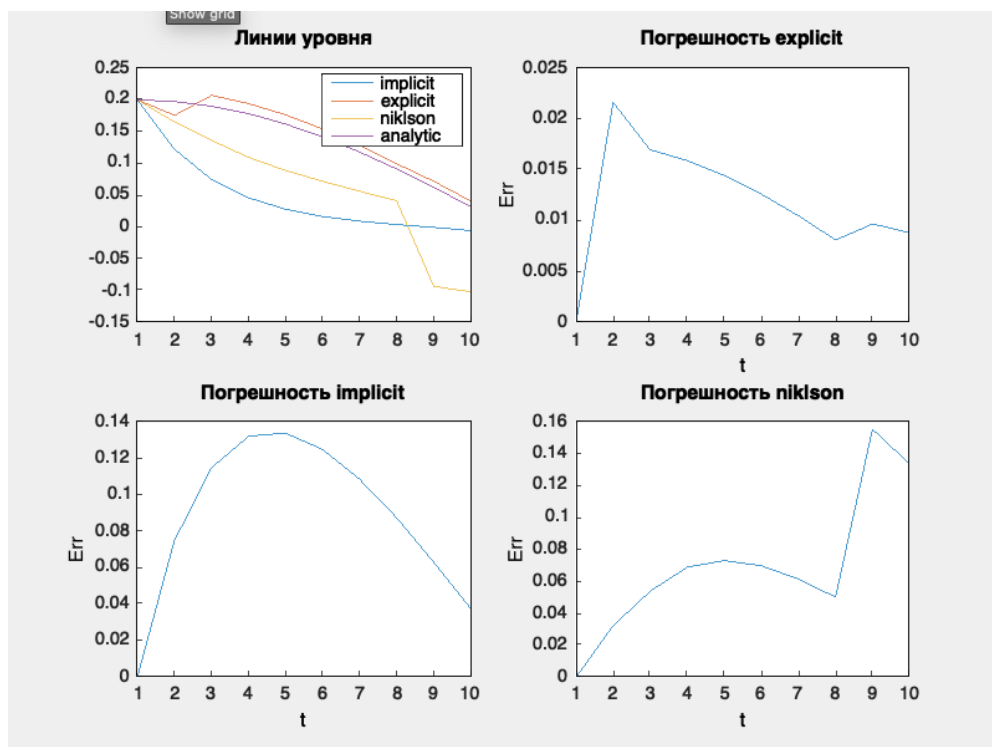 Show grid
Линии уровня
0.25
0.2
0.15
0.1
0.05
0
-0.05
-0.1
-0.15
1 2 3 4 5 6 7 8 9 10
implicit
explicit
niklson
analytic
Погрешность explicit
Err
0.025
0.02
0.015
0.01
0.005
0
1 2 3 4 5 6 7 8 9 10
t
Погрешность implicit
Err
0.14
0.12
0.1
0.08
0.06
0.04
0.02
0
1 2 3 4 5 6 7 8 9 10
t
Погрешность niklson
Err
0.16
0.14
0.12
0.1
0.08
0.06
0.04
0.02
0
1 2 3 4 5 6 7 8 9 10
t